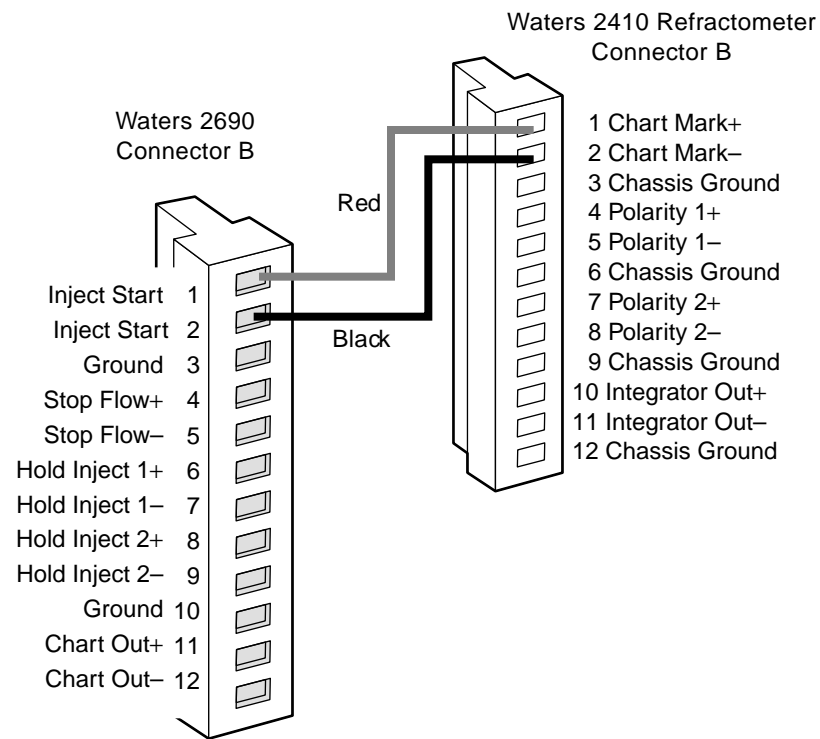 Waters 2410 Refractometer
Connector B
1 Chart Mark+
2 Chart Mark–
3 Chassis Ground
4 Polarity 1+
5 Polarity 1–
6 Chassis Ground
7 Polarity 2+
8 Polarity 2–
9 Chassis Ground
10 Integrator Out+
11 Integrator Out–
12 Chassis Ground
Waters 2690
Connector B
Red
Black
Inject Start 1
Inject Start 2
Ground 3
Stop Flow+ 4
Stop Flow– 5
Hold Inject 1+ 6
Hold Inject 1– 7
Hold Inject 2+ 8
Hold Inject 2– 9
Ground 10
Chart Out+ 11
Chart Out– 12